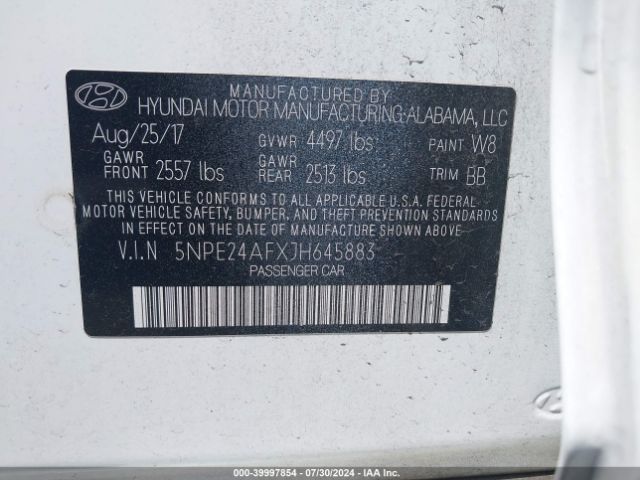 MANUFACTURED BY
HYUNDAI MOTOR MANUFACTURING ALABAMA, LLC
Aug/25/17 GVWR 4497 lbs PAINT W8
GAWR FRONT 2557 lbs GAWR REAR 2513 lbs TRIM BB
THIS VEHICLE CONFORMS TO ALL APPLICABLE U.S.A. FEDERAL
MOTOR VEHICLE SAFETY, BUMPER, AND THEFT PREVENTION STANDARDS
IN EFFECT ON THE DATE OF MANUFACTURE SHOWN ABOVE.
V.I.N 5NPE24AFXJH645883
PASSENGER CAR
000-39997854 | 07/30/2024 | IAA, Inc.